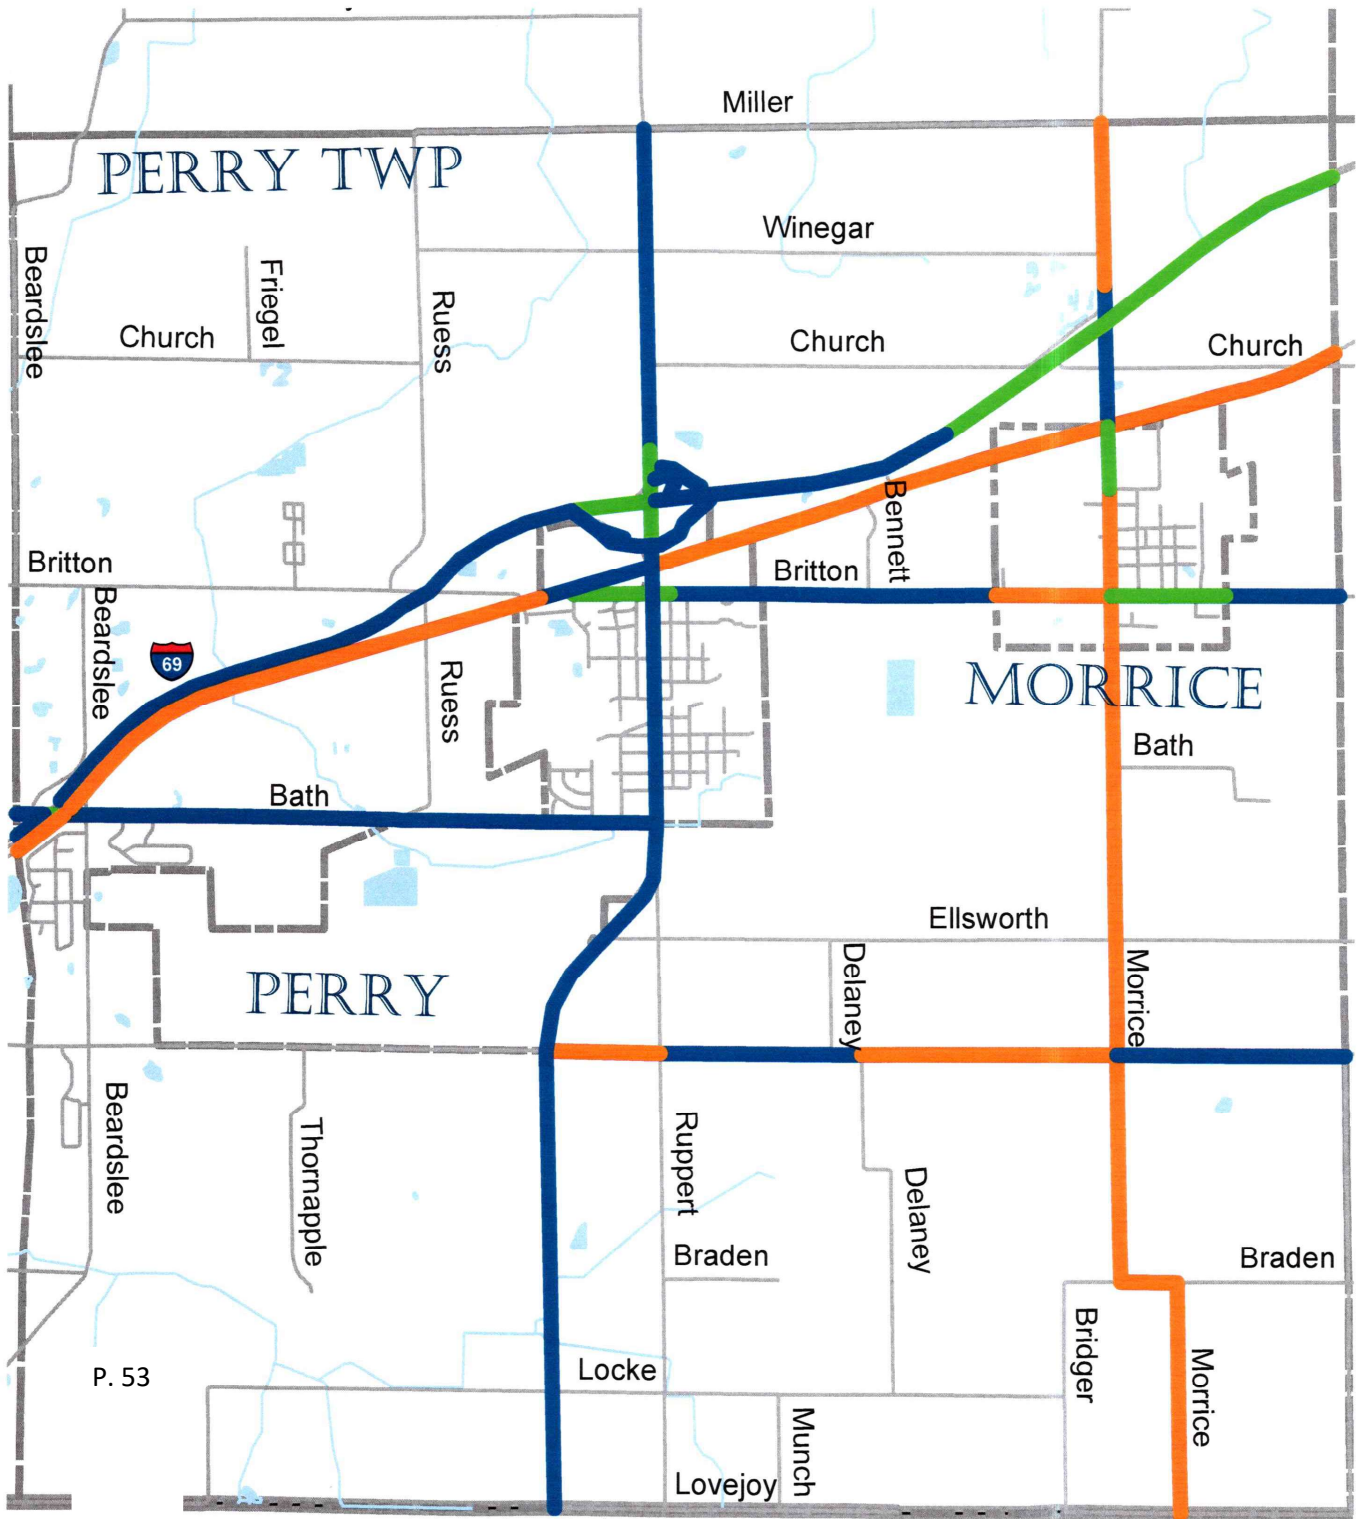 Miller
PERRY TWP
Winegar
Beardslee
Friegel
Ruess
Church
Church
Church
Bennett
Britton
Britton
Beardslee
69
Ruess
MORRICE
Bath
Bath
Ellsworth
Delaney
Morrice
PERRY
Beardslee
Thornapple
Ruppert
Delaney
Braden
Braden
Bridger
Morrice
P. 53
Locke
Munch
Lovejoy